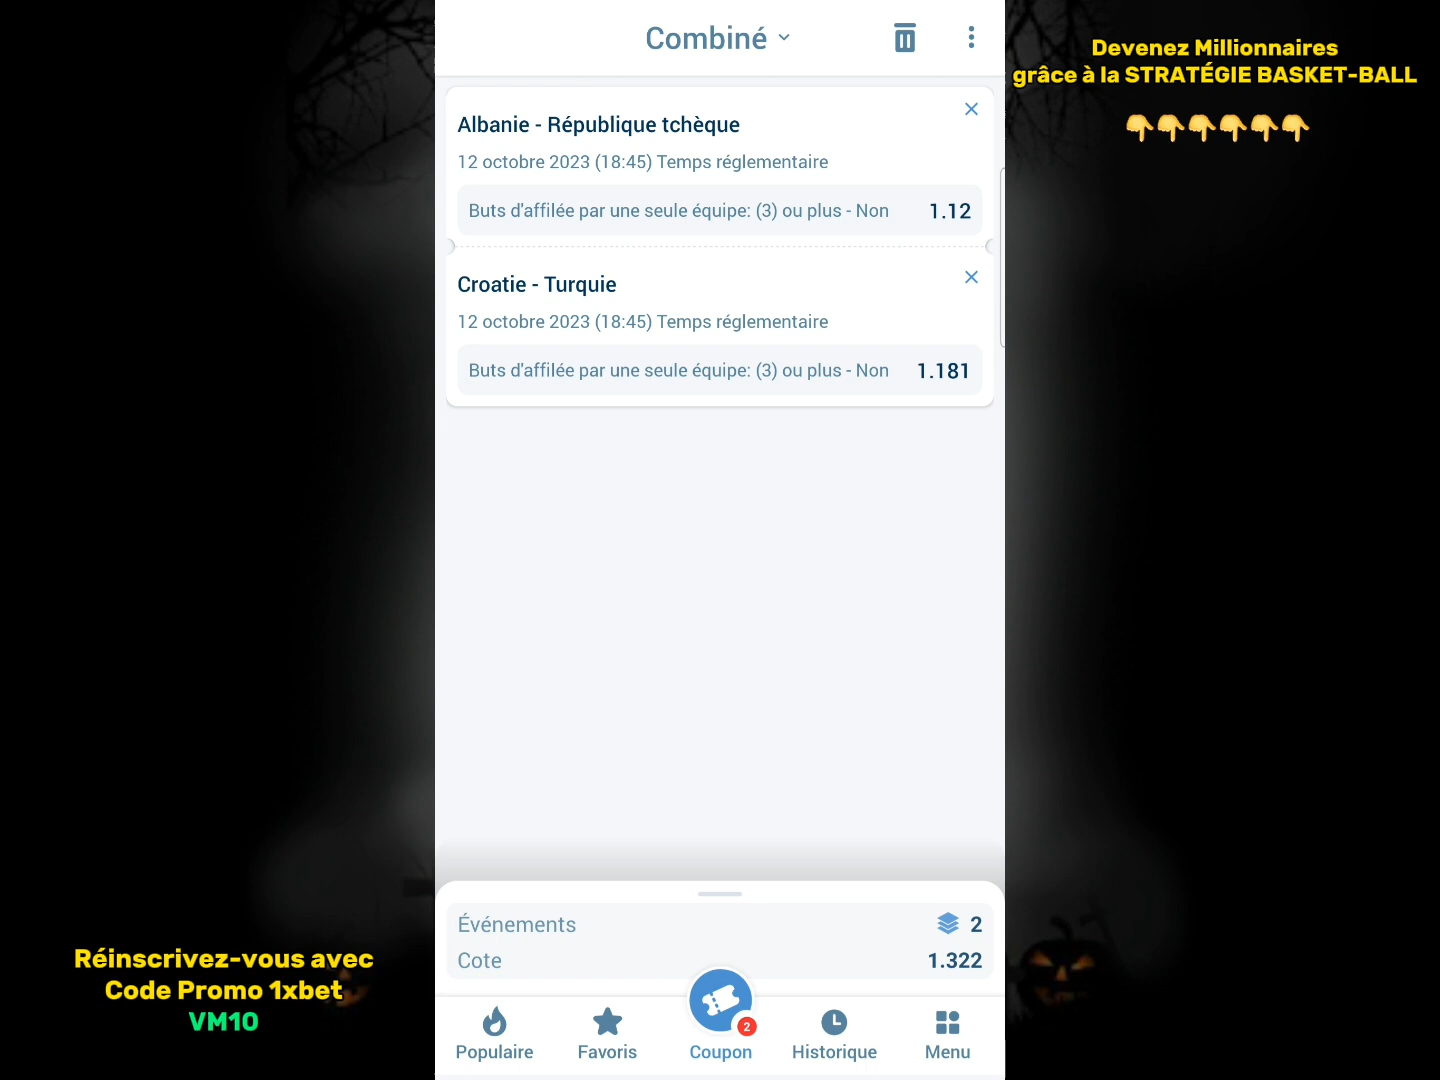 Combiné
Devenez Millionnaires
grâce à la STRATÉGIE BASKET-BALL
👇👇👇👇👇👇
Albanie - République tchèque
12 octobre 2023 (18:45) Temps réglementaire
Buts d'affilée par une seule équipe: (3) ou plus - Non 1.12
Croatie - Turquie
12 octobre 2023 (18:45) Temps réglementaire
Buts d'affilée par une seule équipe: (3) ou plus - Non 1.181
Événements 2
Cote 1.322
Réinscrivez-vous avec
Code Promo 1xbet
VM10
2
Populaire Favoris Coupon Historique Menu